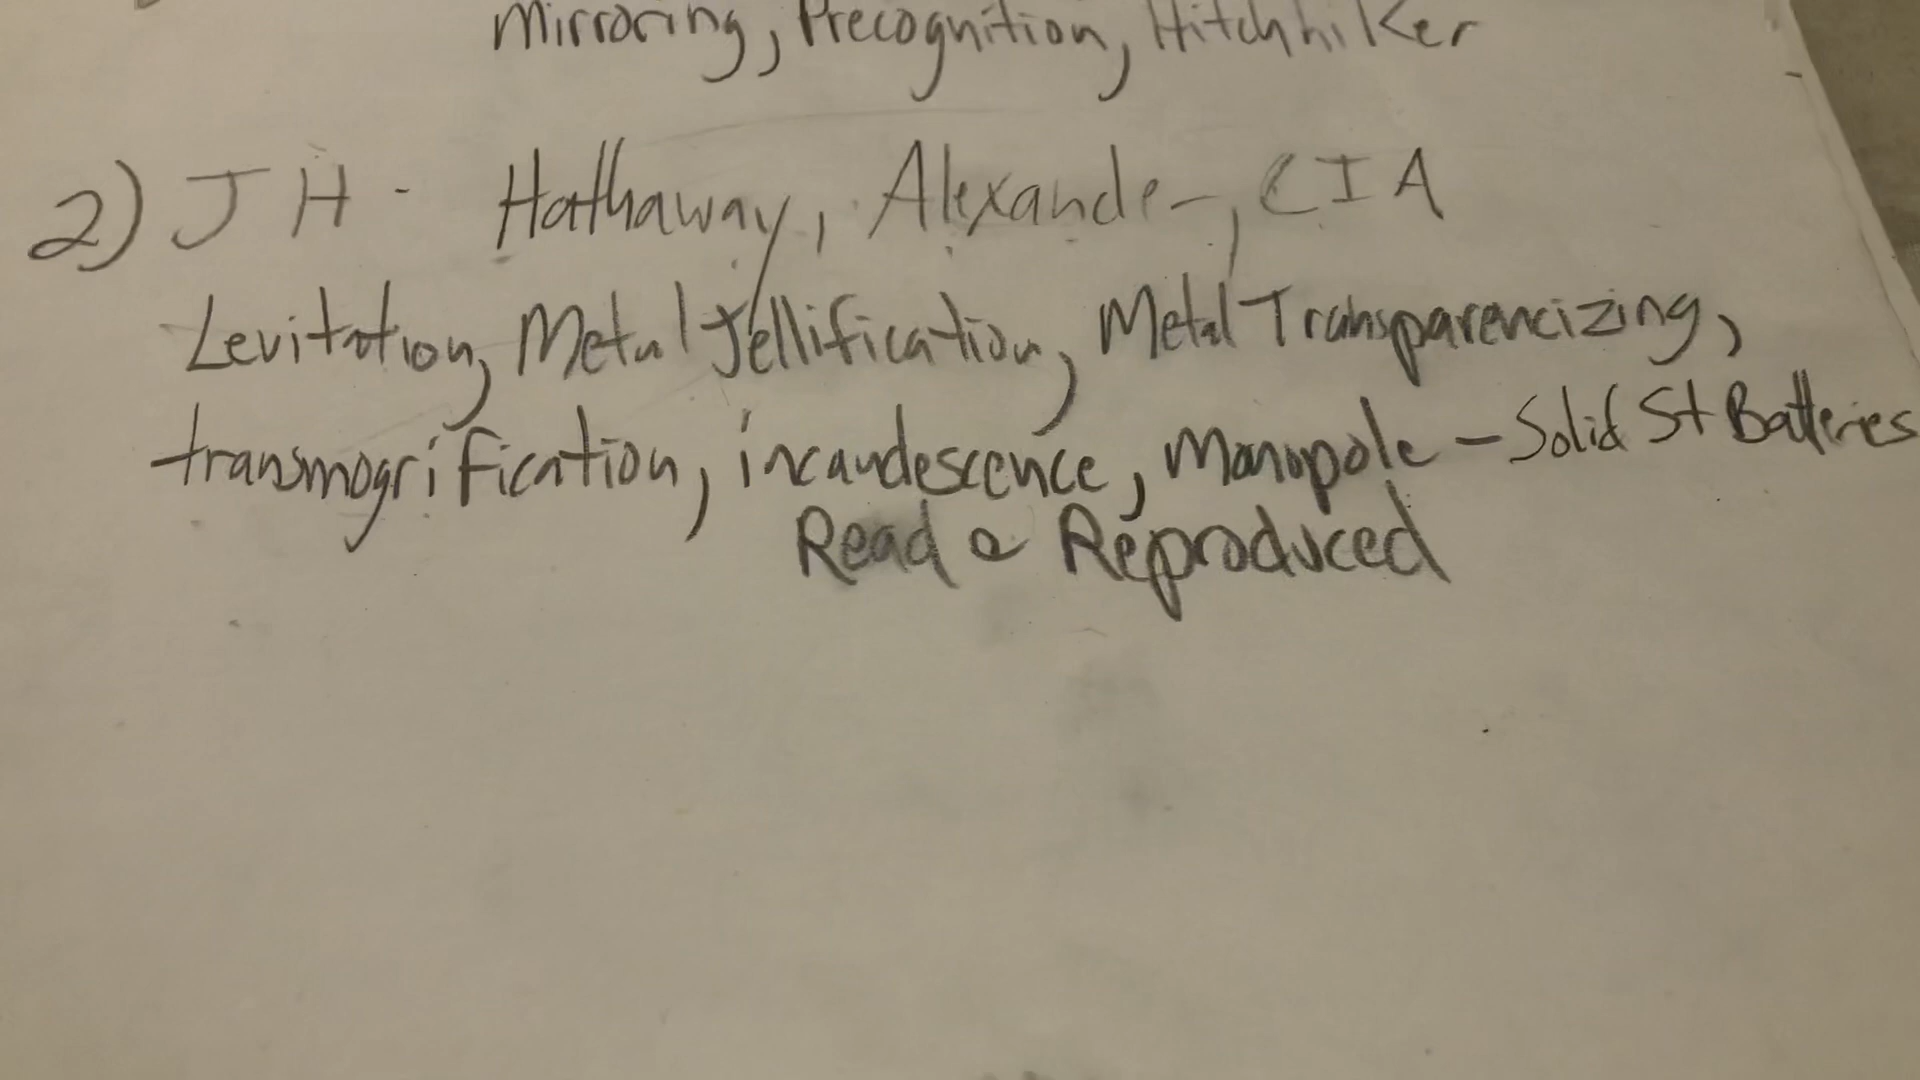 Mirroring, Precognition, Hitchhiker
2) JH - Hathaway, Alexander, CIA
Levitation, Metal Jellification, Metal Transparencizing,
transmogrification, incandescence, Monopole - Solid St Batteries
Read & Reproduced